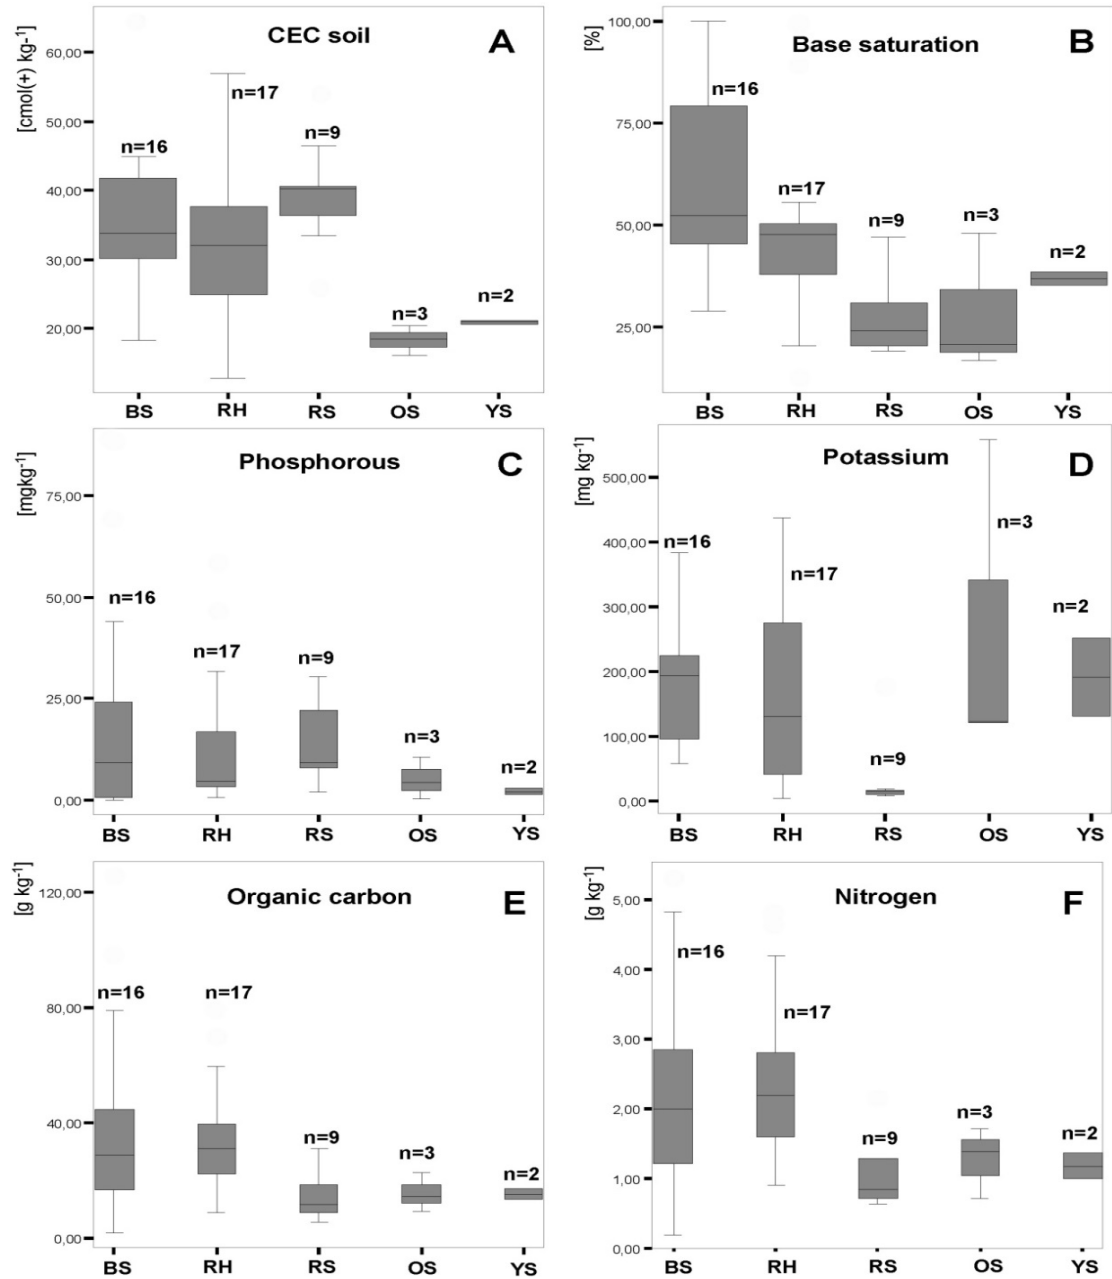 CEC soil
A
[cmol(+) kg-1]
60,00
50,00
40,00
30,00
20,00
n=16
n=17
n=9
n=3
n=2
BS RH RS OS YS
Base saturation
B
[%]
100,00
75,00
50,00
25,00
n=16
n=17
n=9
n=3
n=2
BS RH RS OS YS
Phosphorous
C
[mgkg-1]
75,00
50,00
25,00
0,00
n=16
n=17
n=9
n=3
n=2
BS RH RS OS YS
Potassium
D
[mg kg-1]
500,00
400,00
300,00
200,00
100,00
0,00
n=16
n=17
n=9
n=3
n=2
BS RH RS OS YS
Organic carbon
E
[g kg-1]
120,00
80,00
40,00
0,00
n=16
n=17
n=9
n=3
n=2
BS RH RS OS YS
Nitrogen
F
[g kg-1]
5,00
4,00
3,00
2,00
1,00
0,00
n=16
n=17
n=9
n=3
n=2
BS RH RS OS YS